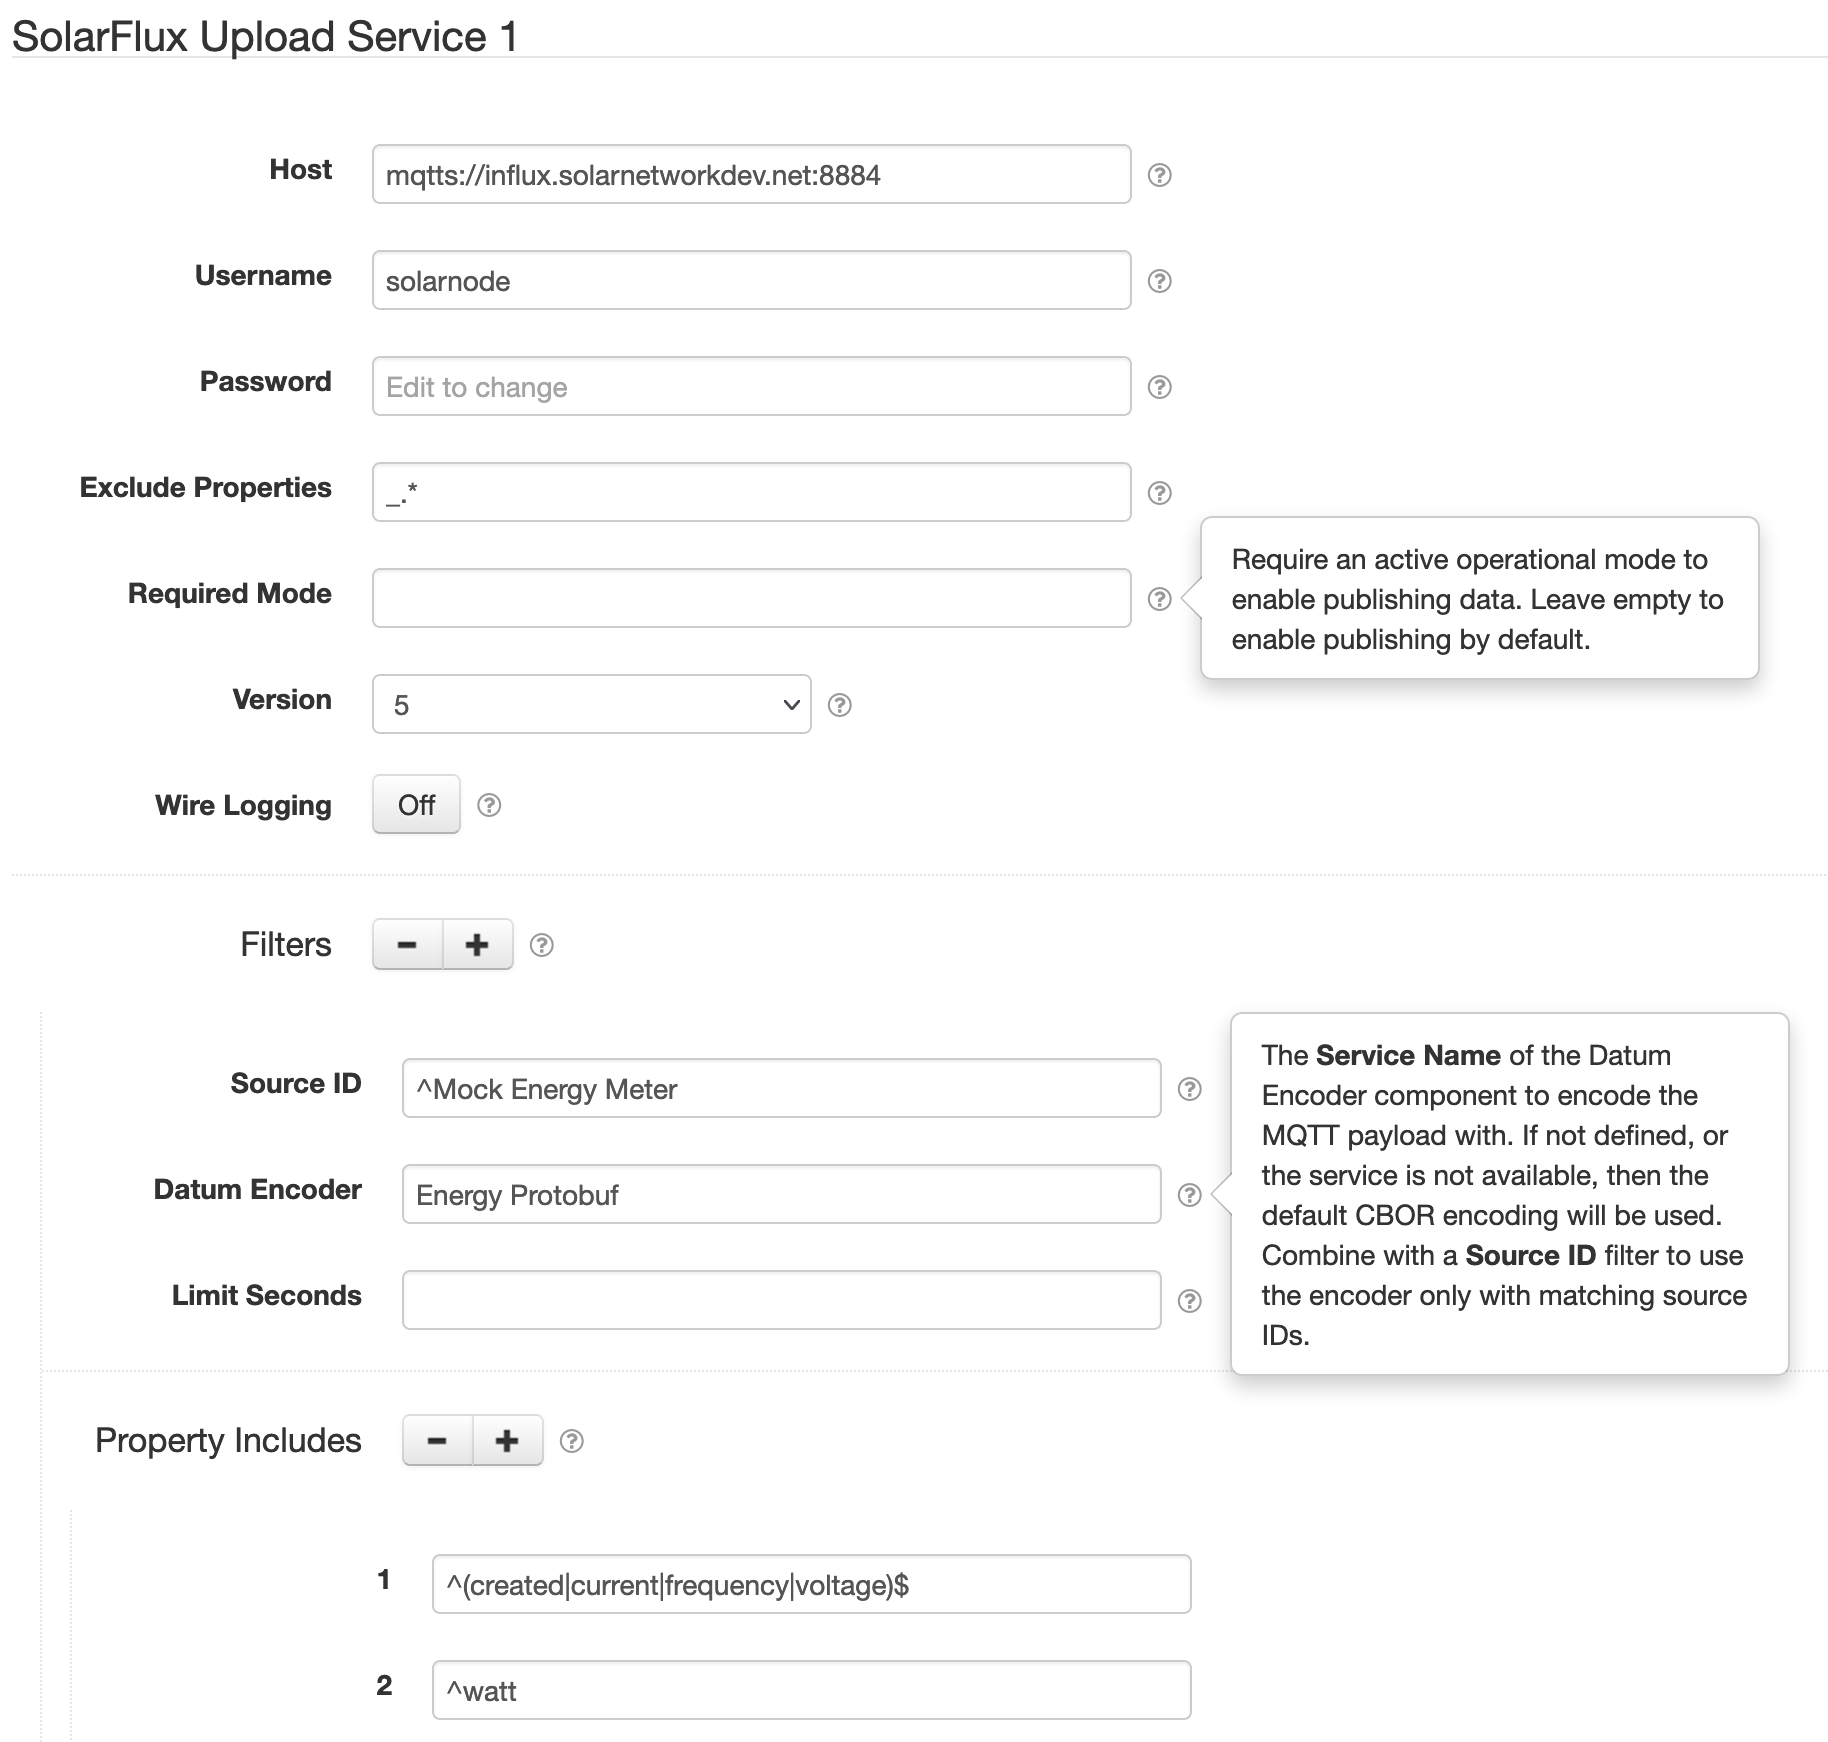 SolarFlux Upload Service 1
Host
mqtts://influx.solarnetworkdev.net:8884
Username
solarnode
Password
Edit to change
Exclude Properties
_.*
Required Mode
Require an active operational mode to
enable publishing data. Leave empty to
enable publishing by default.
Version
5
Wire Logging
Off
Filters
Source ID
^Mock Energy Meter
Datum Encoder
Energy Protobuf
The Service Name of the Datum
Encoder component to encode the
MQTT payload with. If not defined, or
the service is not available, then the
default CBOR encoding will be used.
Combine with a Source ID filter to use
the encoder only with matching source
IDs.
Limit Seconds
Property Includes
1
^(created|current|frequency|voltage)$
2
^watt